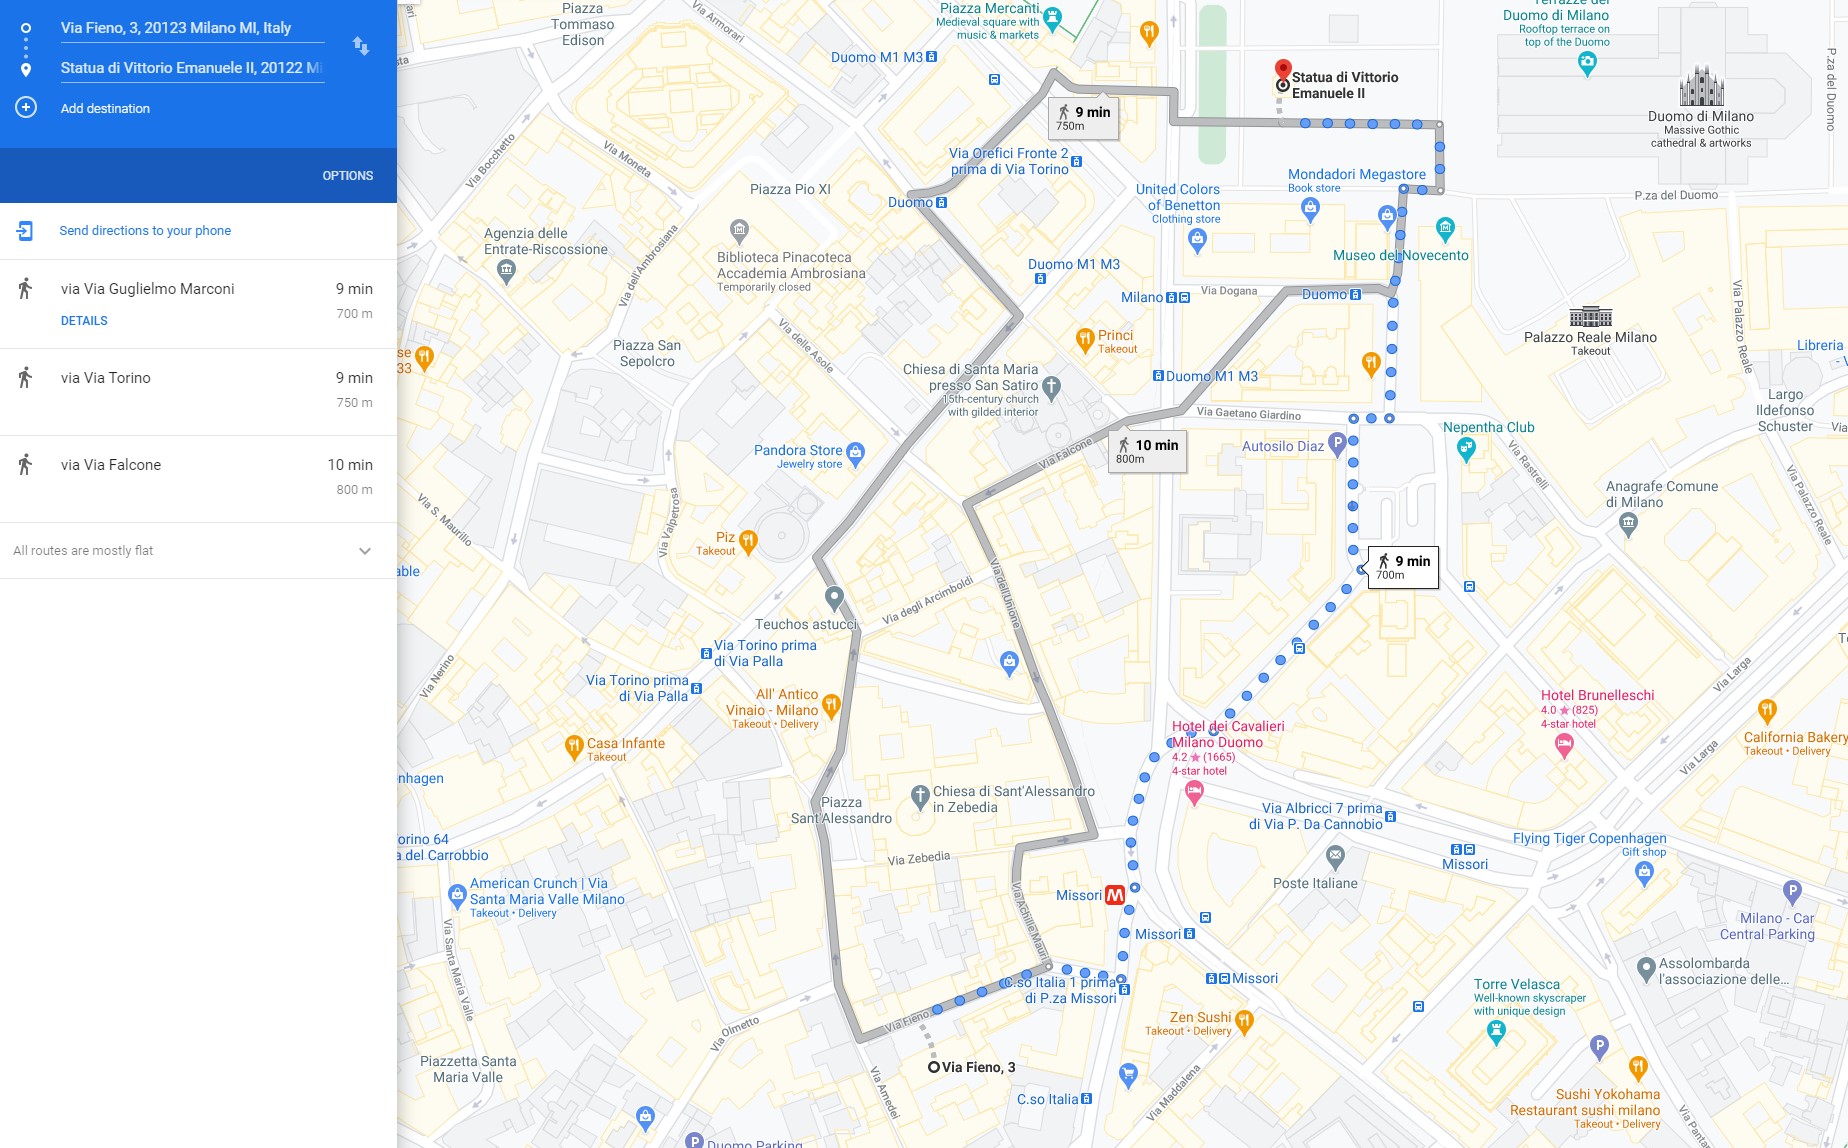 Via Fieno, 3, 20123 Milano MI, Italy
Statua di Vittorio Emanuele II, 20122 Mi
Add destination
OPTIONS
Send directions to your phone
via Via Guglielmo Marconi
9 min
700 m
DETAILS
via Via Torino
9 min
750 m
via Via Falcone
10 min
800 m
All routes are mostly flat
Piazza
Tommaso
Edison
Via Armorari
Piazza Mercanti
Medieval square with
music & markets
Duomo M1 M3
Terrazze del
Duomo di Milano
Rooftop terrace on
top of the Duomo
P.za del Duomo
Statua di Vittorio
Emanuele II
9 min
750m
Duomo di Milano
Massive Gothic
cathedral & artworks
Via Bocchetto
Via Moneta
Via Orefici Fronte 2
prima di Via Torino
Piazza Pio XI
Duomo
United Colors
of Benetton
Clothing store
Mondadori Megastore
Book store
P.za del Duomo
Agenzia delle
Entrate-Riscossione
Via dell'Ambrosiana
Biblioteca Pinacoteca
Accademia Ambrosiana
Temporarily closed
Duomo M1 M3
Museo del Novecento
Milano
Via Dogana
Duomo
Via Palazzo Reale
Palazzo Reale Milano
Takeout
Libreria
Piazza San
Sepolcro
Via delle Asole
Princi
Takeout
se
33
Chiesa di Santa Maria
presso San Satiro
15th-century church
with gilded interior
Duomo M1 M3
Via Gaetano Giardino
Largo
Ildefonso
Schuster
Via
Nepentha Club
Autosilo Diaz
10 min
800m
Via Falcone
Pandora Store
Jewelry store
Via Rastrelli
Via Palazzo Reale
Anagrafe Comune
di Milano
Via S. Maurilio
Via Valpetrosa
Piz
Takeout
able
9 min
700m
Via dell'Unione
Via degli Arcimboldi
Teuchos astucci
Via Torino prima
di Via Palla
Via Torino prima
di Via Palla
Via Nerino
All' Antico
Vinaio - Milano
Takeout • Delivery
Via Larga
Hotel Brunelleschi
4.0 ★ (825)
4-star hotel
Hotel dei Cavalieri
Milano Duomo
4.2 ★ (1665)
4-star hotel
California Bakery
Takeout • Delivery
Via Larga
Casa Infante
Takeout
nhagen
Piazza
Sant'Alessandro
Chiesa di Sant'Alessandro
in Zebedia
Via Albricci 7 prima
di Via P. Da Cannobio
Flying Tiger Copenhagen
Gift shop
orino 64
a del Carrobbio
Via Zebedia
Missori
Poste Italiane
American Crunch | Via
Santa Maria Valle Milano
Takeout • Delivery
Missori
Via Achille Mauri
Missori
Milano - Car
Central Parking
Via Santa Maria Valle
Missori
Assolombarda
l'associazione delle...
C.so Italia 1 prima
di P.za Missori
Torre Velasca
Well-known skyscraper
with unique design
Via Fieno
Zen Sushi
Takeout • Delivery
Via Olmetto
Piazzetta Santa
Maria Valle
Via Fieno, 3
Via Amedei
C.so Italia
Via Maddalena
Sushi Yokohama
Restaurant sushi milano
Takeout • Delivery
Via Pantano
Duomo Parking